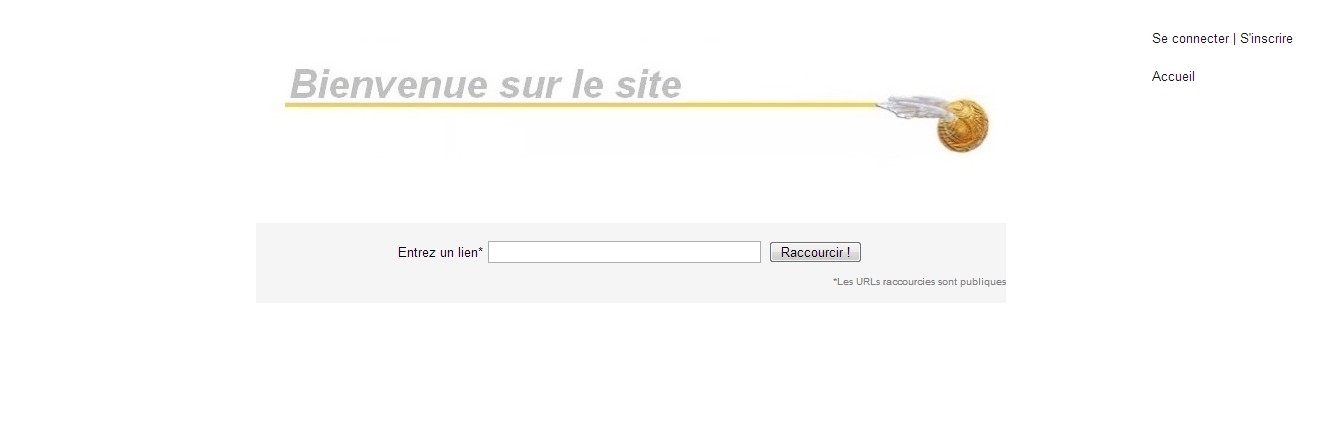 Se connecter | S'inscrire
Accueil
Bienvenue sur le site
Entrez un lien* Raccourcir !
*Les URLs raccourcies sont publiques